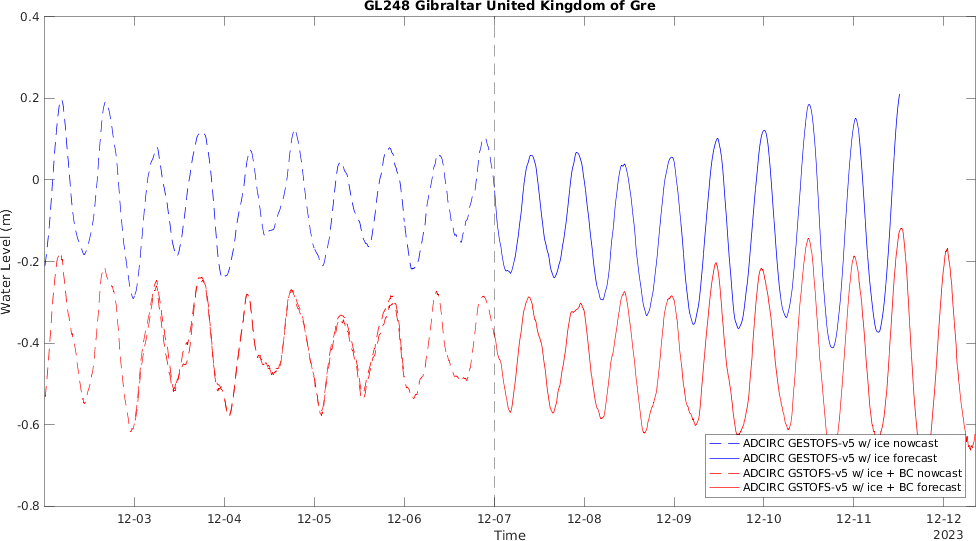 GL248 Gibraltar United Kingdom of Gre
0.4
0.2
0
-0.2
-0.4
-0.6
-0.8
Water Level (m)
12-03 12-04 12-05 12-06 12-07 12-08 12-09 12-10 12-11 12-12
Time
2023
ADCIRC GESTOFS-v5 w/ ice nowcast
ADCIRC GESTOFS-v5 w/ ice forecast
ADCIRC GSTOFS-v5 w/ ice + BC nowcast
ADCIRC GSTOFS-v5 w/ ice + BC forecast